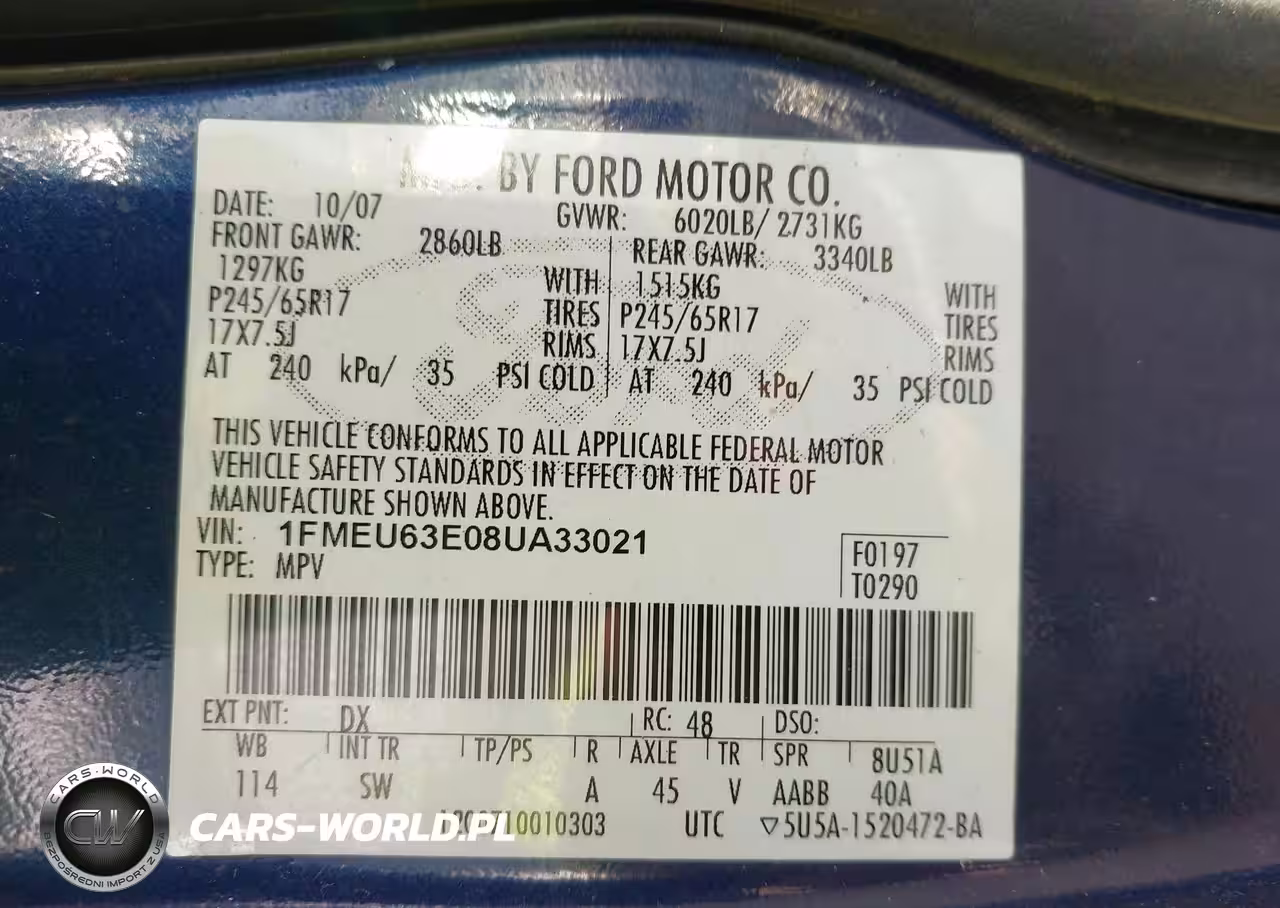 BY FORD MOTOR CO.
DATE: 10/07 GVWR: 6020LB/ 2731KG
FRONT GAWR: 2860LB REAR GAWR: 3340LB
1297KG WITH 1515KG WITH
P245/65R17 TIRES P245/65R17 TIRES
17X7.5J RIMS 17X7.5J RIMS
AT 240 kPa/ 35 PSI COLD AT 240 kPa/ 35 PSI COLD
THIS VEHICLE CONFORMS TO ALL APPLICABLE FEDERAL MOTOR
VEHICLE SAFETY STANDARDS IN EFFECT ON THE DATE OF
MANUFACTURE SHOWN ABOVE.
VIN: 1FMEU63E08UA33021
TYPE: MPV
F0197
T0290
EXT PNT: DX RC: 48 DSO:
WB INT TR TP/PS R AXLE TR SPR 8U51A
114 SW A 45 V AABB 40A
UTC ▽5U5A-1520472-BA
CARS-WORLD.PL
CARS-WORLD
CW
BEZPOŚREDNI IMPORT Z USA